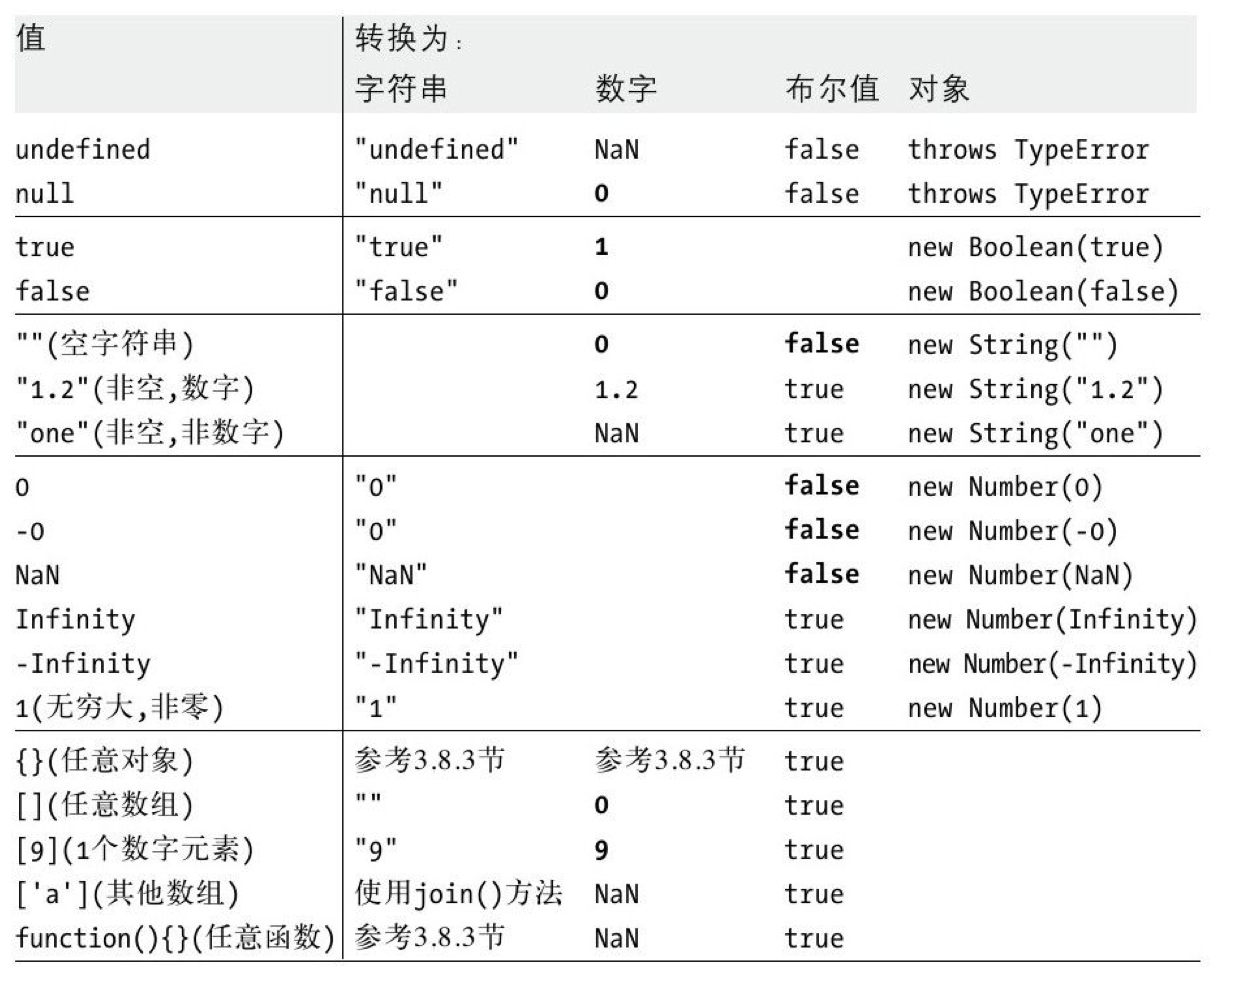 值 转换为:
字符串 数字 布尔值 对象
undefined "undefined" NaN false throws TypeError
null "null" 0 false throws TypeError
true "true" 1 new Boolean(true)
false "false" 0 new Boolean(false)
""(空字符串) 0 false new String("")
"1.2"(非空,数字) 1.2 true new String("1.2")
"one"(非空,非数字) NaN true new String("one")
0 "0" false new Number(0)
-0 "0" false new Number(-0)
NaN "NaN" false new Number(NaN)
Infinity "Infinity" true new Number(Infinity)
-Infinity "-Infinity" true new Number(-Infinity)
1(无穷大,非零) "1" true new Number(1)
{}(任意对象) 参考3.8.3节 参考3.8.3节 true
[](任意数组) "" 0 true
[9](1个数字元素) "9" 9 true
['a'](其他数组) 使用join()方法 NaN true
function(){}(任意函数) 参考3.8.3节 NaN true